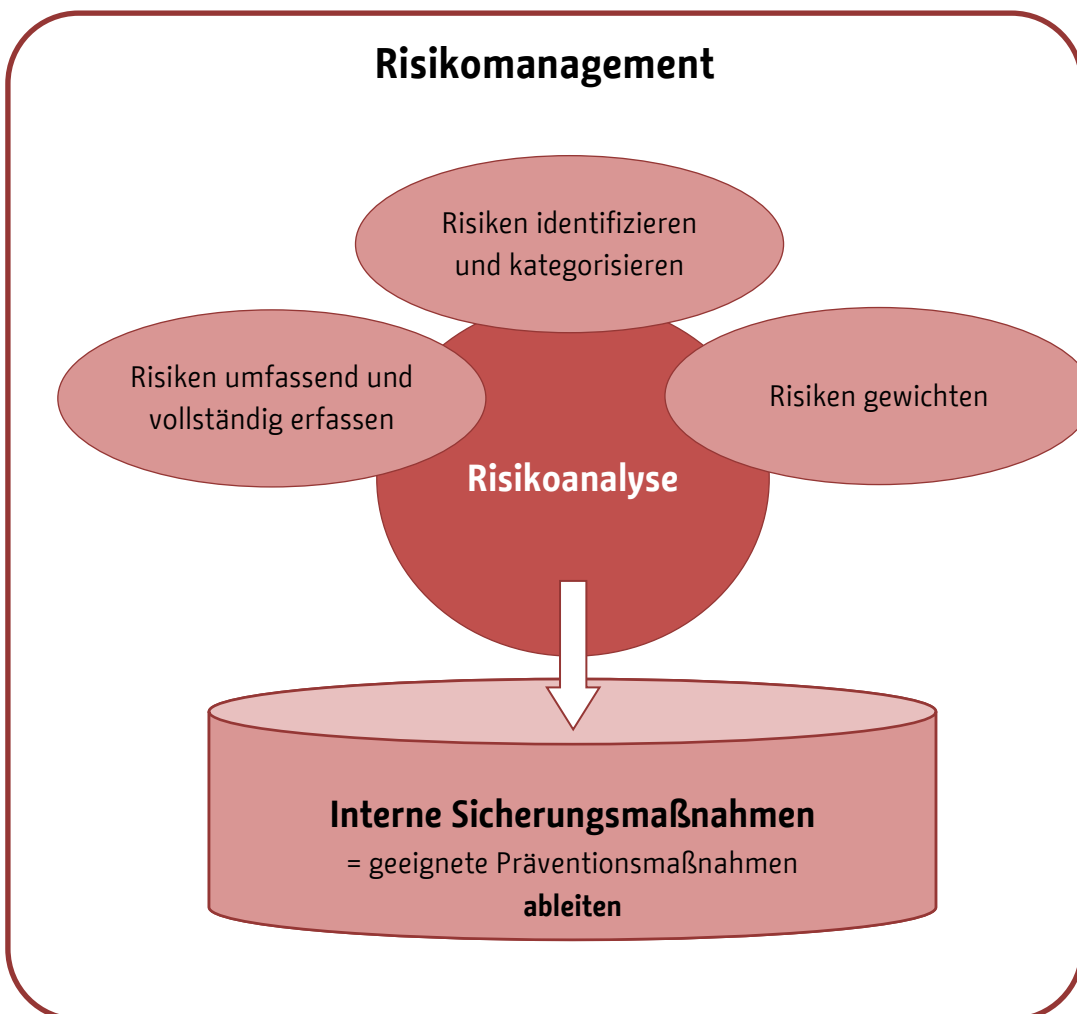 Risikomanagement
Risiken identifizieren
und kategorisieren
Risiken umfassend und
vollständig erfassen
Risiken gewichten
Risikoanalyse
Interne Sicherungsmaßnahmen
= geeignete Präventionsmaßnahmen
ableiten